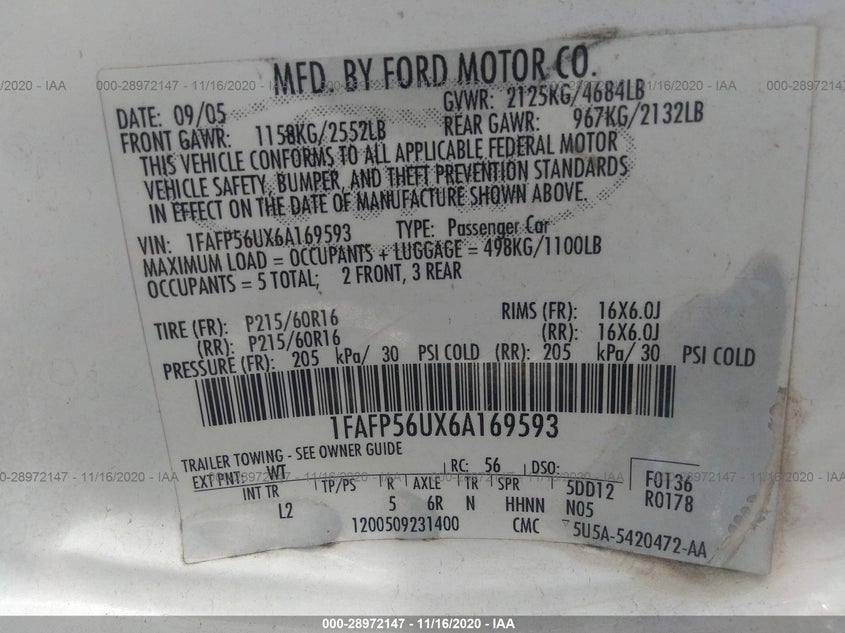 000-28972147 - 11/16/2020 - IAA
MFD. BY FORD MOTOR CO.
DATE: 09/05
GVWR: 2125KG/4684LB
FRONT GAWR: 1158KG/2552LB
REAR GAWR: 967KG/2132LB
THIS VEHICLE CONFORMS TO ALL APPLICABLE FEDERAL MOTOR
VEHICLE SAFETY, BUMPER, AND THEFT PREVENTION STANDARDS
IN EFFECT ON THE DATE OF MANUFACTURE SHOWN ABOVE.
VIN: 1FAFP56UX6A169593 TYPE: Passenger Car
MAXIMUM LOAD = OCCUPANTS + LUGGAGE = 498KG/1100LB
OCCUPANTS = 5 TOTAL; 2 FRONT, 3 REAR
TIRE (FR): P215/60R16 RIMS (FR): 16X6.0J
(RR): P215/60R16 (RR): 16X6.0J
PRESSURE (FR): 205 kPa/ 30 PSI COLD (RR): 205 kPa/ 30 PSI COLD
1FAFP56UX6A169593
TRAILER TOWING - SEE OWNER GUIDE
EXT PNT: WT RC: 56 DSO: F0136
INT TR TP/PS R AXLE TR SPR 5DD12 R0178
L2 5 6R N HHNN N05
1200509231400 CMC 5U5A-5420472-AA
000-28972147 - 11/16/2020 - IAA
000-28972147 - 11/16/2020 - IAA